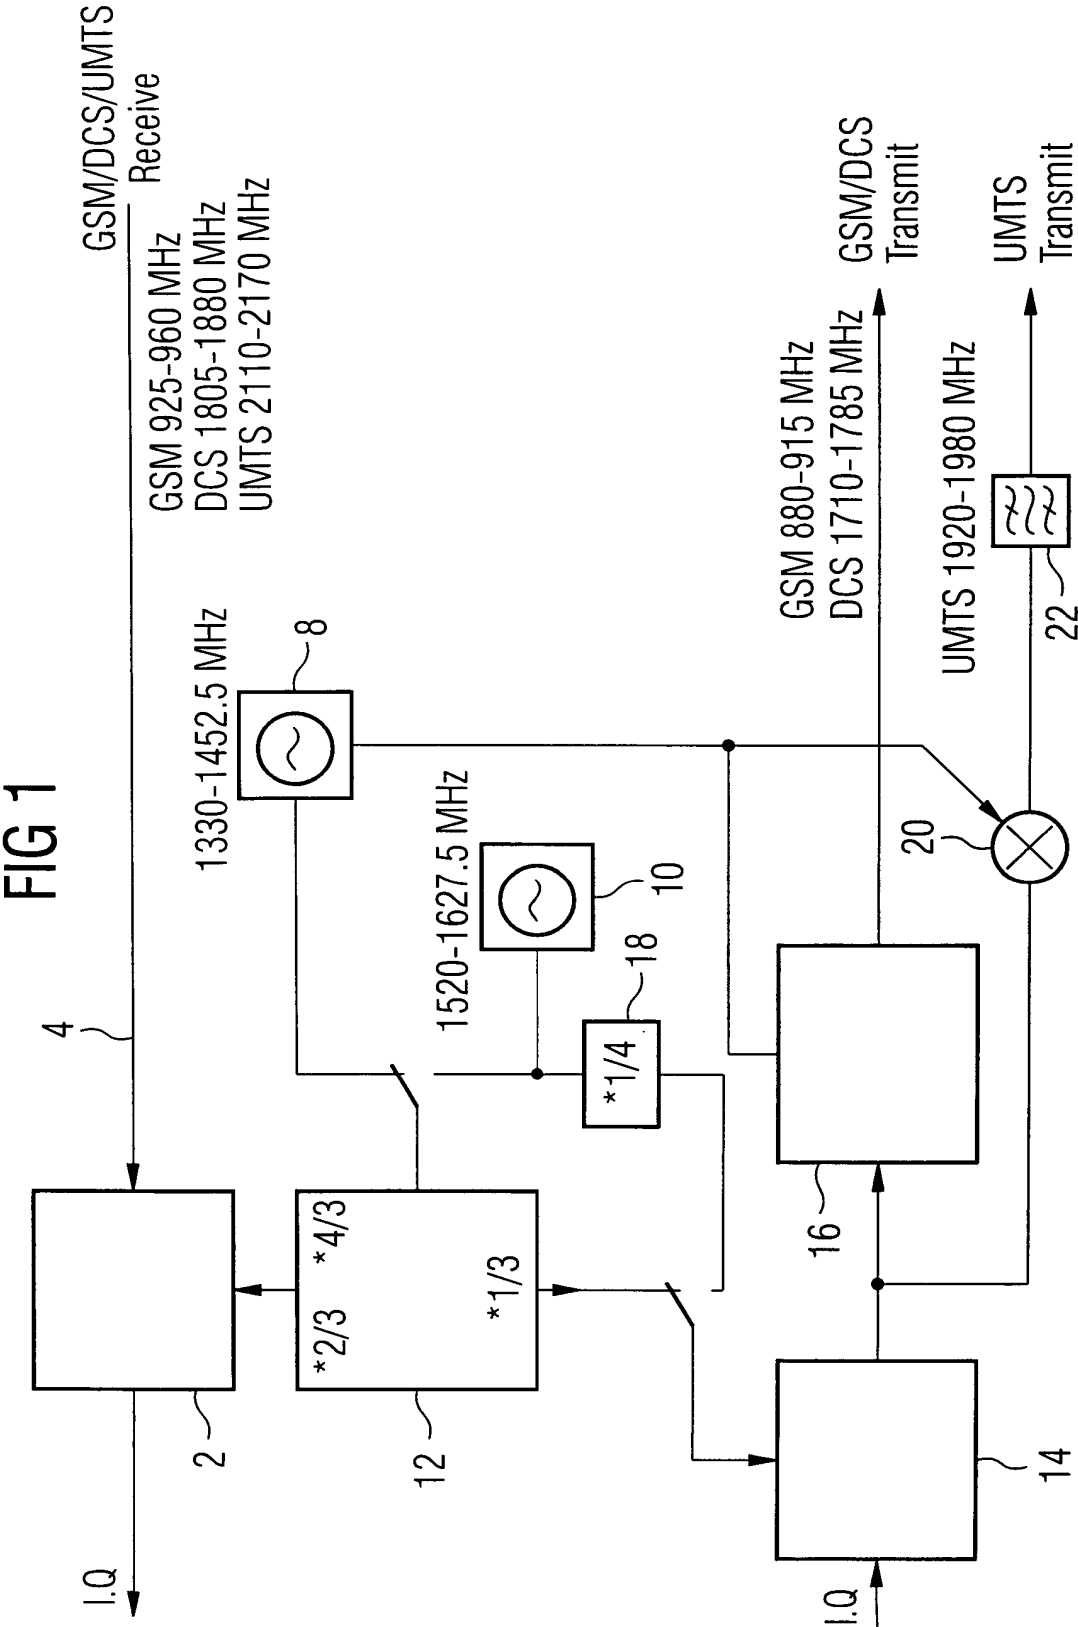 FIG 1
GSM/DCS/UMTS
Receive
GSM 925-960 MHz
DCS 1805-1880 MHz
UMTS 2110-2170 MHz
4
I.Q
2
1330-1452.5 MHz
8
*2/3
*4/3
*1/3
12
1520-1627.5 MHz
10
*1/4
18
GSM/DCS
Transmit
GSM 880-915 MHz
DCS 1710-1785 MHz
16
UMTS
Transmit
UMTS 1920-1980 MHz
20
22
I.Q
14